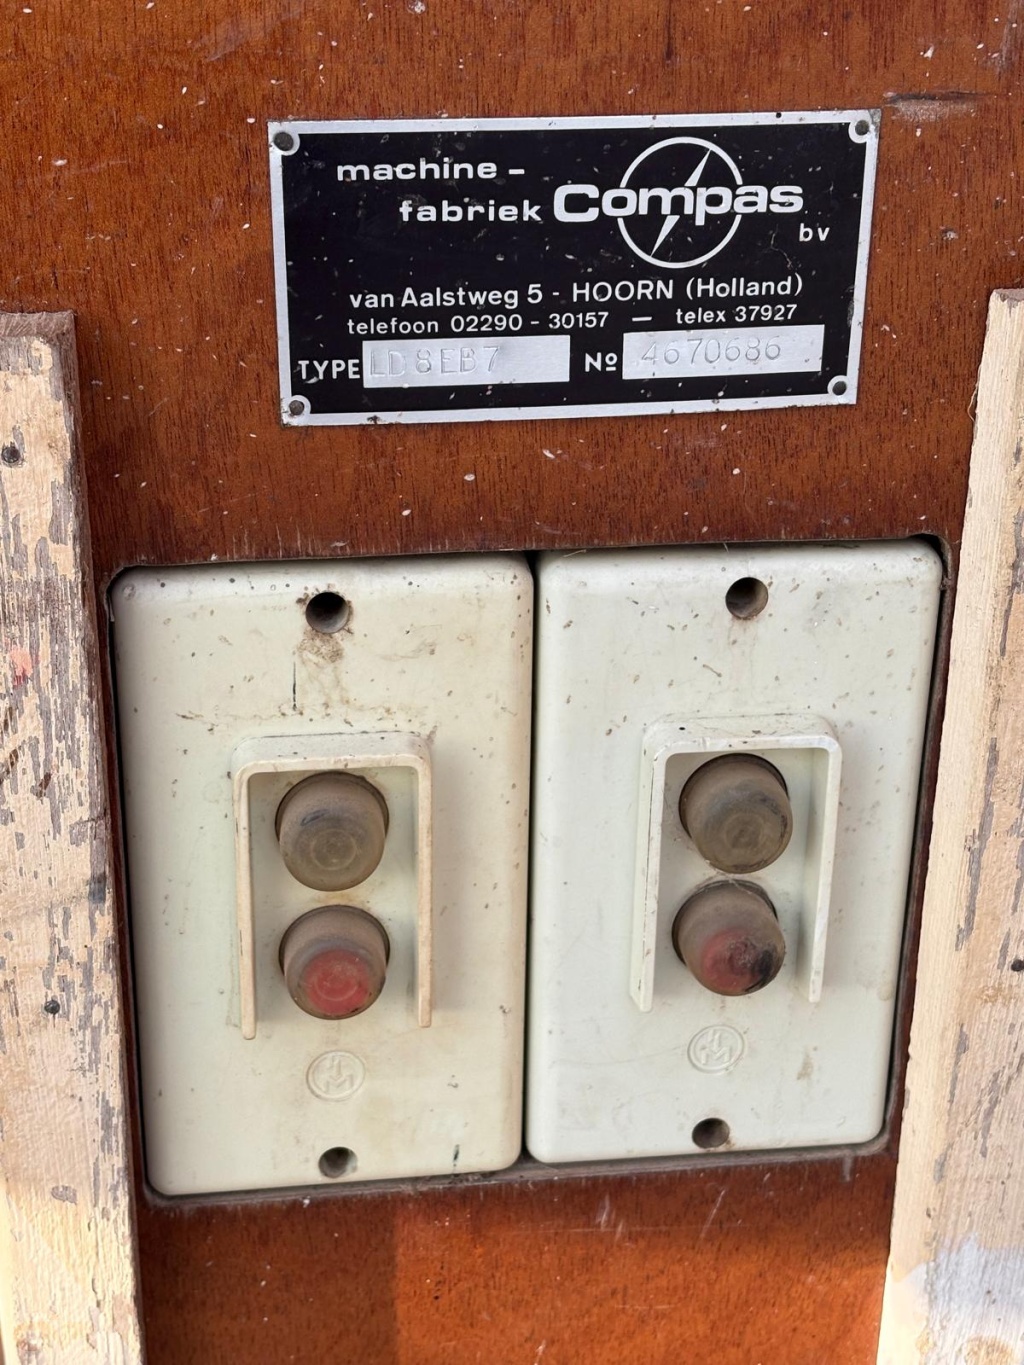 machine -
fabriek Compas
bv
van Aalstweg 5 - HOORN (Holland)
telefoon 02290 - 30157 — telex 37927
TYPE LD8EB7 Nº 4670686